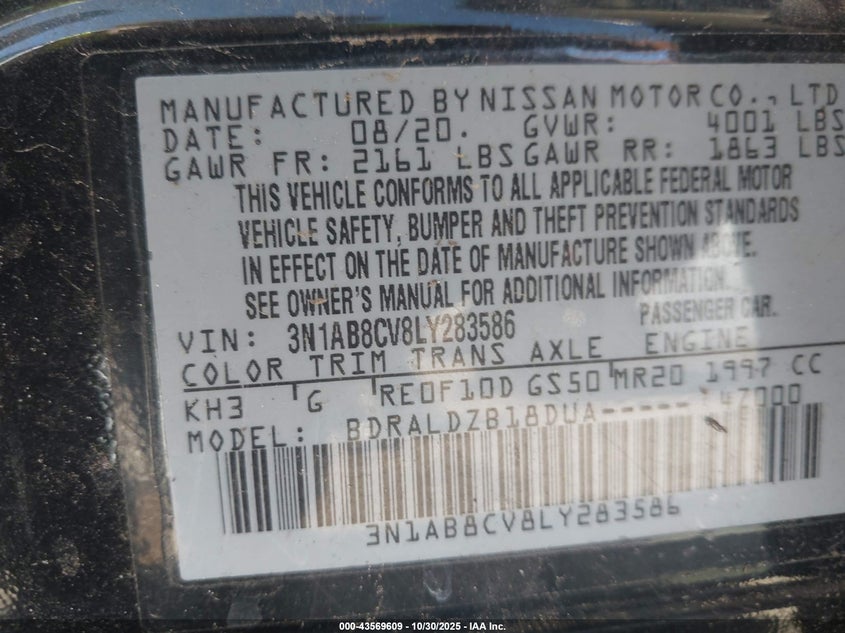 MANUFACTURED BY NISSAN MOTOR CO., LTD
DATE: 08/20. GVWR: 4001 LBS
GAWR FR: 2161 LBS GAWR RR: 1863 LBS
THIS VEHICLE CONFORMS TO ALL APPLICABLE FEDERAL MOTOR
VEHICLE SAFETY, BUMPER AND THEFT PREVENTION STANDARDS
IN EFFECT ON THE DATE OF MANUFACTURE SHOWN ABOVE.
SEE OWNER'S MANUAL FOR ADDITIONAL INFORMATION.
VIN: 3N1AB8CV8LY283586 PASSENGER CAR.
COLOR TRIM TRANS AXLE ENGINE
KH3 G RE0F10D GS50 MR20 1997 CC
MODEL: BDRALDZB18DUA----- 47000
3N1AB8CV8LY283586
000-43569609 • 10/30/2025 - IAA Inc.